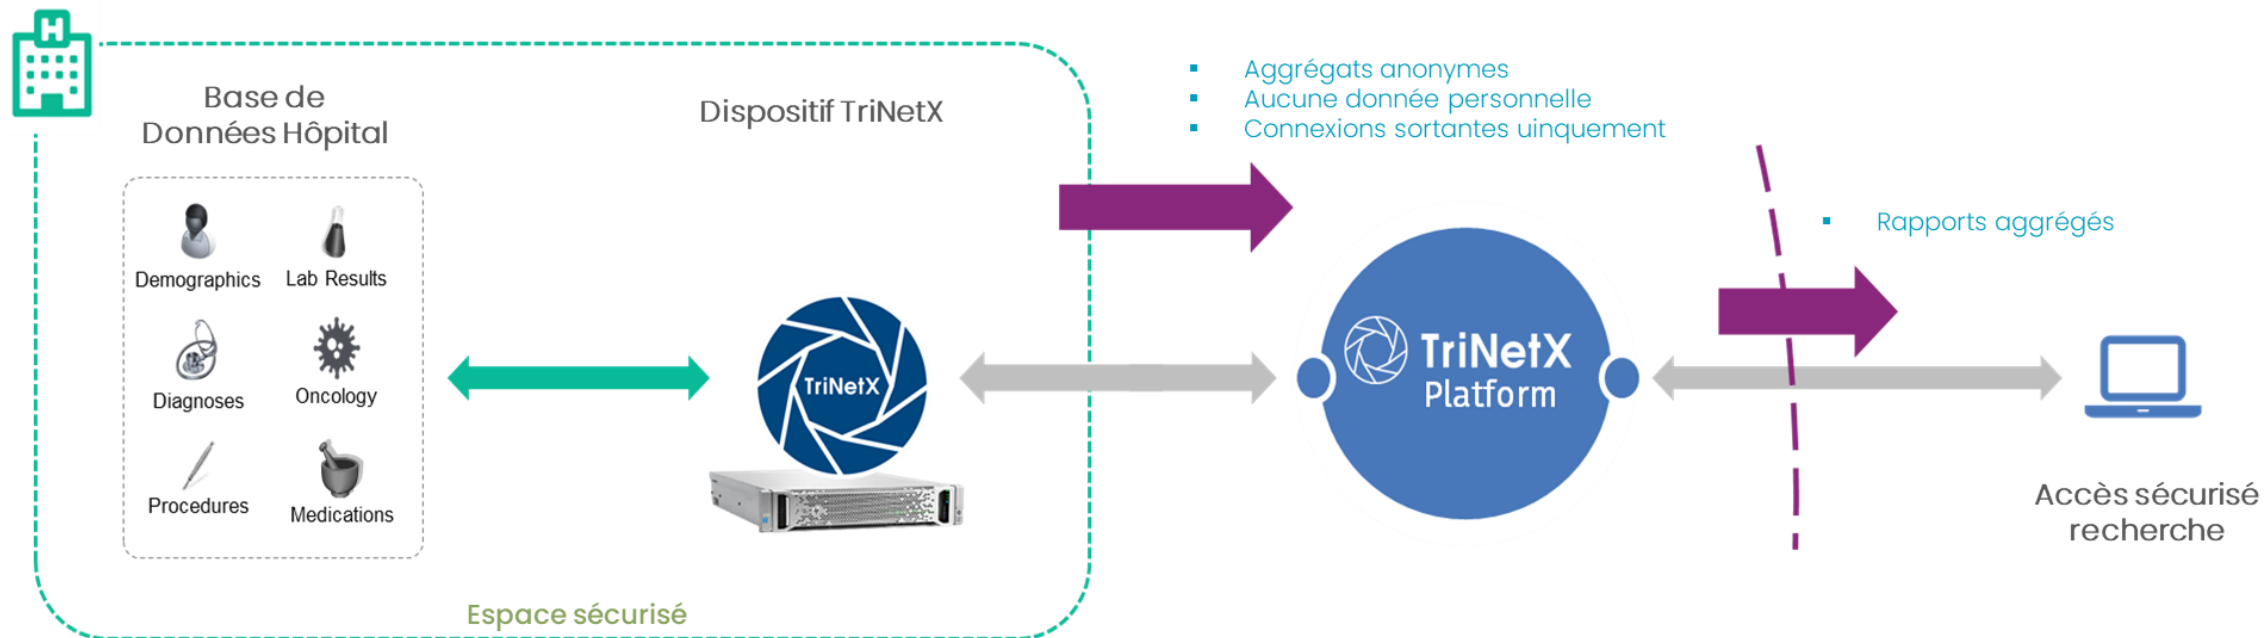 H
Base de
Données Hôpital
Demographics
Lab Results
Diagnoses
Oncology
Procedures
Medications
Dispositif TriNetX
TriNetX
Espace sécurisé
▪ Aggrégats anonymes
▪ Aucune donnée personnelle
▪ Connexions sortantes uinquement
TriNetX
Platform
▪ Rapports aggrégés
Accès sécurisé
recherche